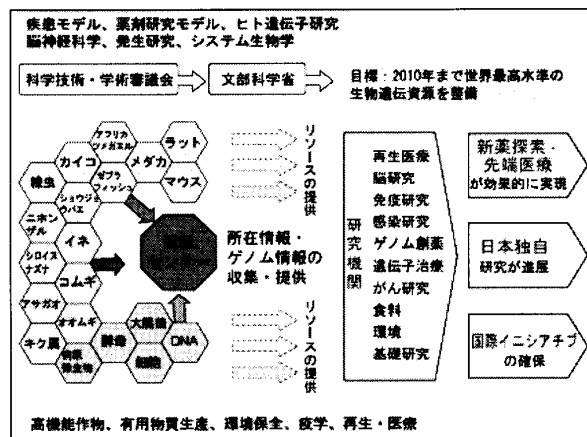 疾患モデル、薬剤研究モデル、ヒト遺伝子研究
脳神経科学、発生研究、システム生物学
科学技術・学術審議会
文部科学省
目標：2010年まで世界最高水準の
生物遺伝資源を整備
アフリカ
ツメガエル
ラット
カイコ
メダカ
線虫
ゼブラ
フィッシュ
マウス
ショウジョ
ウバエ
ニホン
ザル
イネ
シロイヌ
ナズナ
コムギ
アサガオ
オオムギ
キク属
病原
微生物
酵母
大腸菌
細胞
DNA
リソースの提供
所在情報・
ゲノム情報の
収集・提供
リソースの提供
研究機関
再生医療
脳研究
免疫研究
感染研究
ゲノム創薬
遺伝子治療
がん研究
食料
環境
基礎研究
新薬探索・
先端医療
が効果的に実現
日本独自
研究が進展
国際イニシアチブ
の確保
高機能作物、有用物質生産、環境保全、疫学、再生・医療